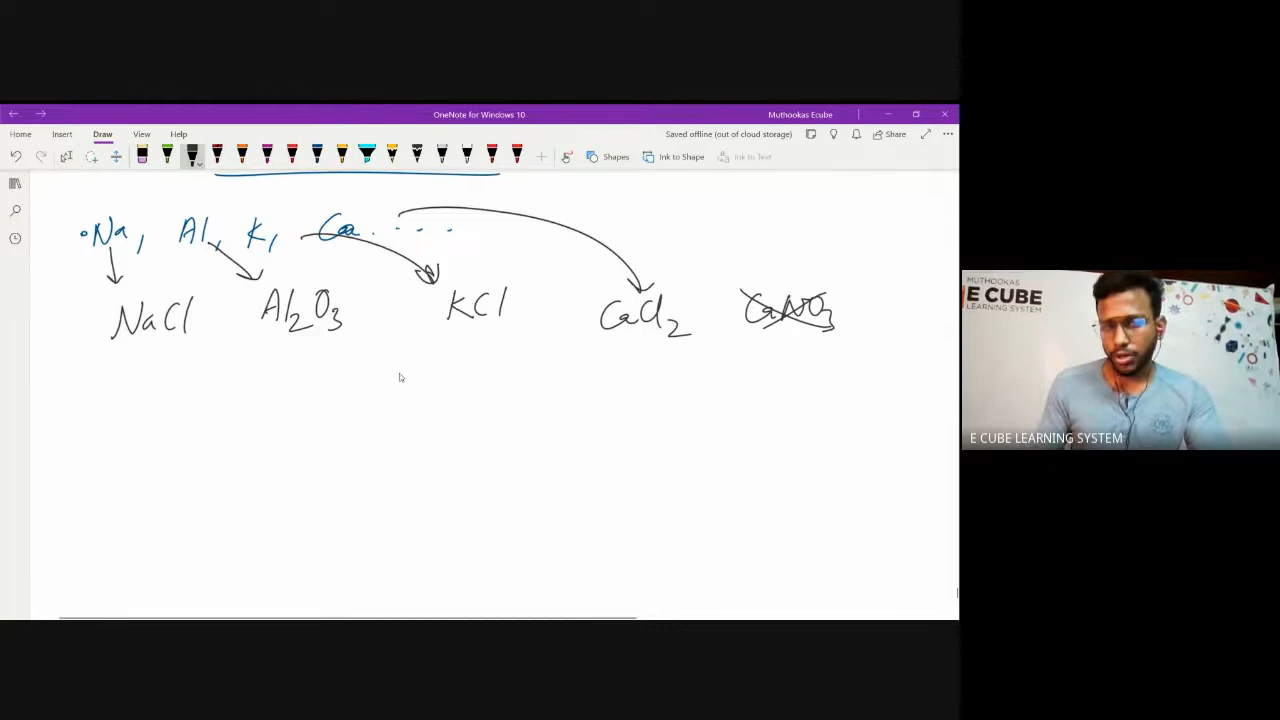 OneNote for Windows 10
Muthookas Ecube
Home Insert Draw View Help
Saved offline (out of cloud storage)
Share
Shapes
Ink to Shape
Ink to Text
Na, Al, K, Ca . . . .
NaCl Al2O3 KCl CaCl2 CaNO3
MUTHOOKAS
E CUBE
LEARNING SYSTEM
E CUBE LEARNING SYSTEM